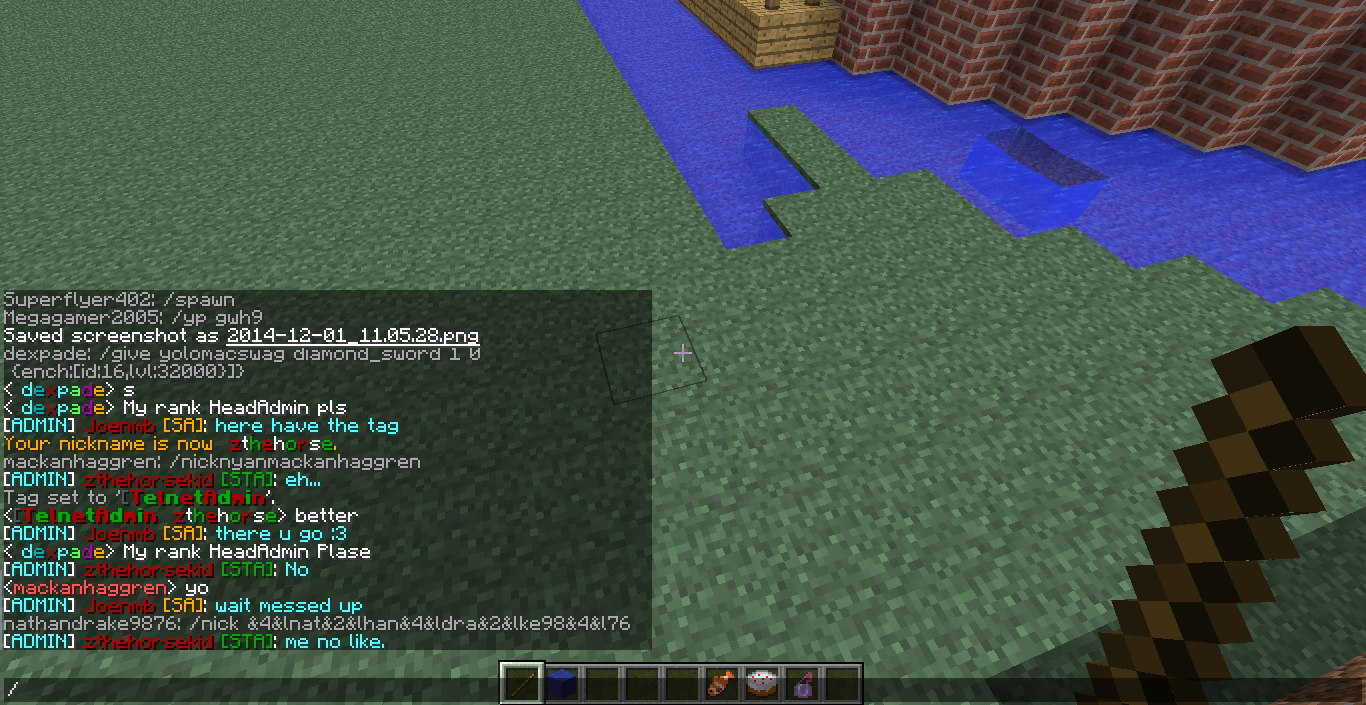 Superflyer402: /spawn
Megagamer2005: /yp gwh9
Saved screenshot as 2014-12-01_11.05.28.png
dexpade: /give yolomacswag diamond_sword 1 0
{ench:[id:16,lvl:32000}]}
< dexpade> s
< dexpade> My rank HeadAdmin pls
[ADMIN] Joenmb [SA]: here have the tag
Your nickname is now zthehorse.
mackanhaggren: /nicknyanmackanhaggren
[ADMIN] zthehorsekid [STA]: eh...
Tag set to '[TelnetAdmin'.
<[TelnetAdmin zthehorse> better
[ADMIN] Joenmb [SA]: there u go :3
< dexpade> My rank HeadAdmin Plase
[ADMIN] zthehorsekid [STA]: No
<mackanhaggren> yo
[ADMIN] Joenmb [SA]: wait messed up
nathandrake9876: /nick &4&lnat&2&lhan&4&ldra&2&lke98&4&l76
[ADMIN] zthehorsekid [STA]: me no like.
/